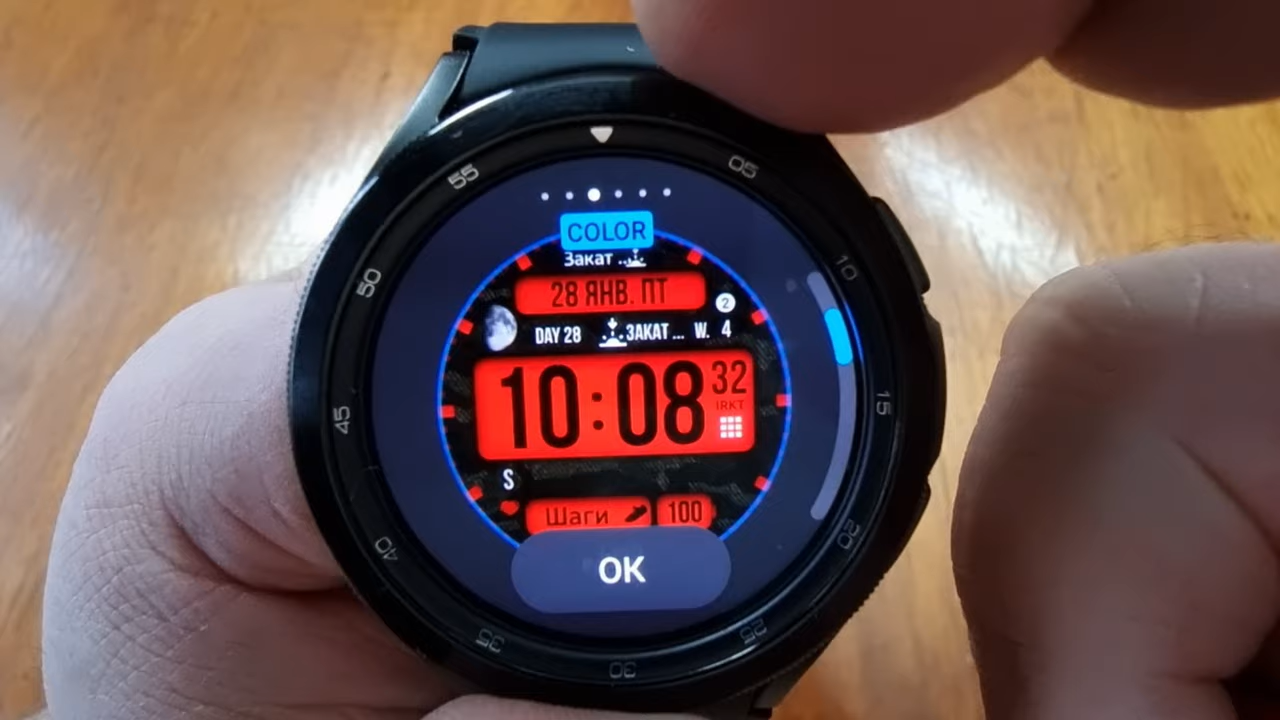 55
05
50
10
45
15
40
20
35
25
30
COLOR
Закат ...
28 ЯНВ. ПТ
2
DAY 28 ЗАКАТ ... W. 4
10:08 32
IRKT
S
Шаги 100
OK